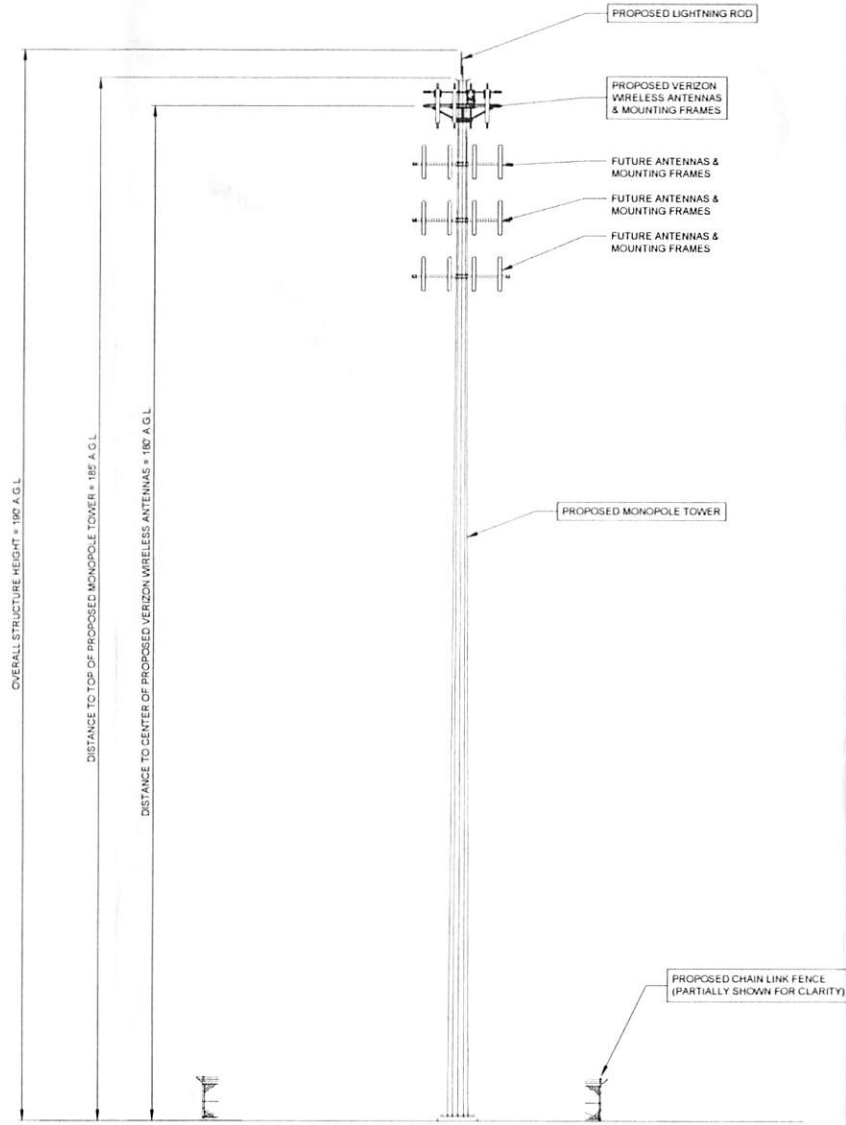 PROPOSED LIGHTNING ROD
PROPOSED VERIZON
WIRELESS ANTENNAS
& MOUNTING FRAMES
FUTURE ANTENNAS &
MOUNTING FRAMES
FUTURE ANTENNAS &
MOUNTING FRAMES
FUTURE ANTENNAS &
MOUNTING FRAMES
OVERALL STRUCTURE HEIGHT = 190' A.G.L.
DISTANCE TO TOP OF PROPOSED MONOPOLE TOWER = 185' A.G.L.
DISTANCE TO CENTER OF PROPOSED VERIZON WIRELESS ANTENNAS = 180' A.G.L.
PROPOSED MONOPOLE TOWER
PROPOSED CHAIN LINK FENCE
(PARTIALLY SHOWN FOR CLARITY)